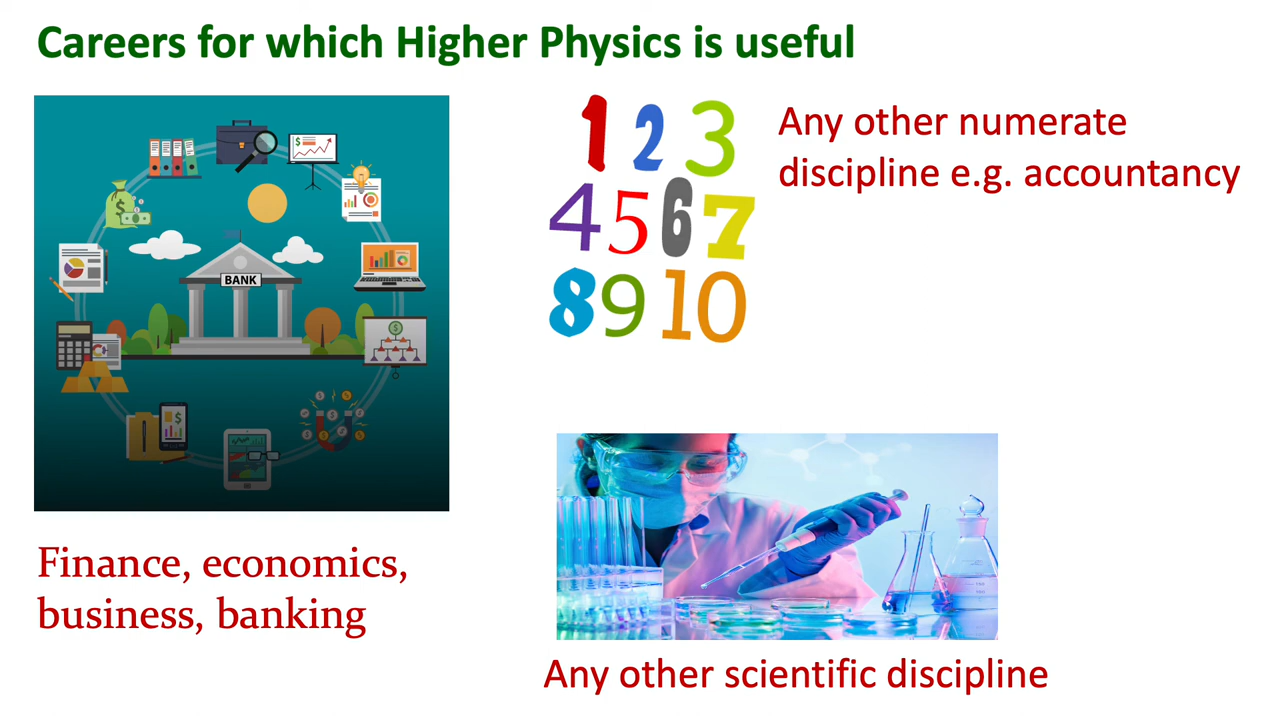 Careers for which Higher Physics is useful
BANK
Finance, economics,
business, banking
1 2 3
4 5 6 7
8 9 10
Any other numerate
discipline e.g. accountancy
Any other scientific discipline